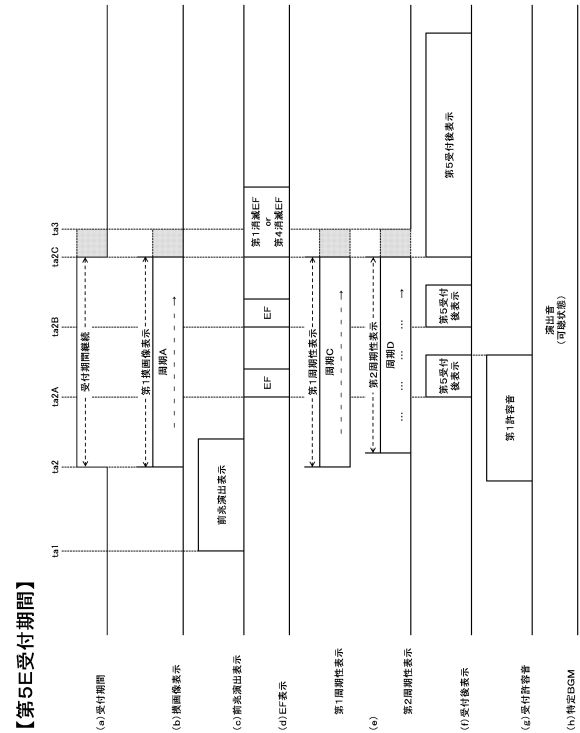 【第5E受付期間】
ta1
ta2
ta2A
ta2B
ta2C
ta3
(a)受付期間
受付期間継続
(b)摸画像表示
第1摸画像表示
周期A
(c)前兆演出表示
前兆演出表示
(d)EF表示
EF
EF
第1消滅EF
or
第4消滅EF
第1周期性表示
第1周期性表示
周期C
(e)
第2周期性表示
第2周期性表示
周期D
(f)受付後表示
第5受付
後表示
第5受付
後表示
第5受付後表示
(g)受付許容音
第1許容音
(h)特定BGM
演出音
(可聴状態)